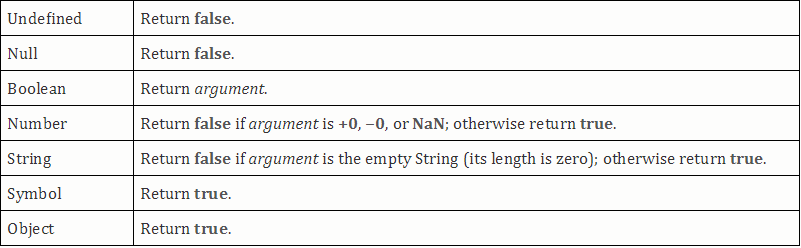 Undefined Return false.
Null Return false.
Boolean Return argument.
Number Return false if argument is +0, −0, or NaN; otherwise return true.
String Return false if argument is the empty String (its length is zero); otherwise return true.
Symbol Return true.
Object Return true.